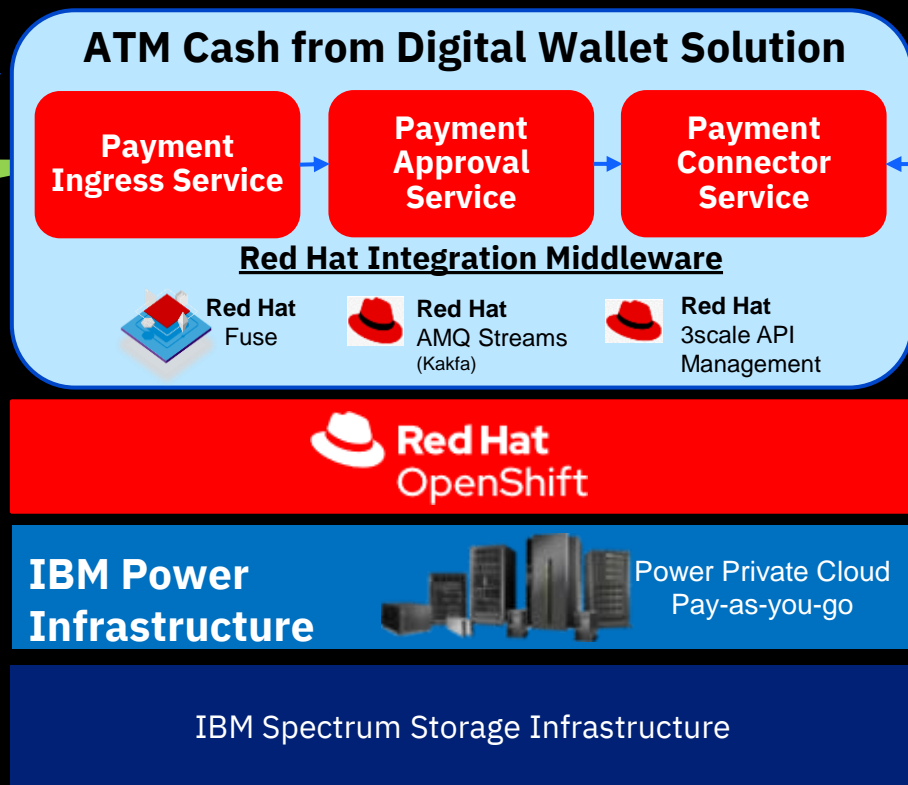 ATM Cash from Digital Wallet Solution
Payment
Ingress Service
Payment
Approval
Service
Payment
Connector
Service
Red Hat Integration Middleware
Red Hat
Fuse
Red Hat
AMQ Streams
(Kakfa)
Red Hat
3scale API
Management
Red Hat
OpenShift
IBM Power
Infrastructure
Power Private Cloud
Pay-as-you-go
IBM Spectrum Storage Infrastructure